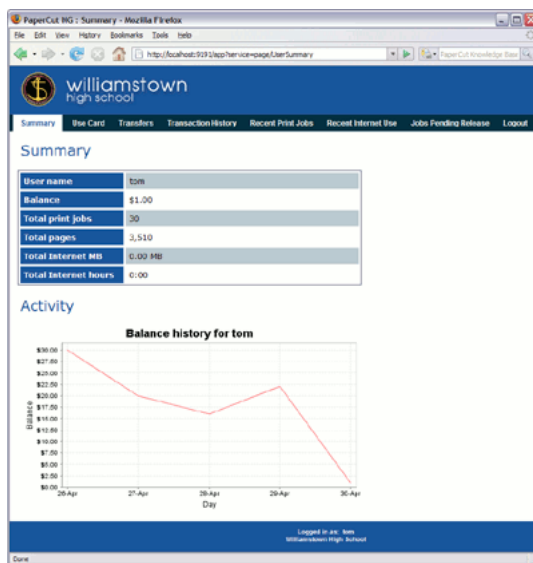 PaperCut NG : Summary - Mozilla Firefox
File Edit View History Bookmarks Tools Help
http://localhost:9191/app?service=page/UserSummary
PaperCut Knowledge Base
williamstown
high school
Summary Use Card Transfers Transaction History Recent Print Jobs Recent Internet Use Jobs Pending Release Logout
Summary
User name tom
Balance $1.00
Total print jobs 30
Total pages 3,510
Total Internet MB 0.00 MB
Total Internet hours 0:00
Activity
Balance history for tom
$30.00
$27.50
$25.00
$22.50
$20.00
$17.50
$15.00
$12.50
$10.00
$7.50
$5.00
$2.50
$0.00
Balance
26-Apr 27-Apr 28-Apr 29-Apr 30-Apr
Day
Logged in as: tom
Williamstown High School
Done